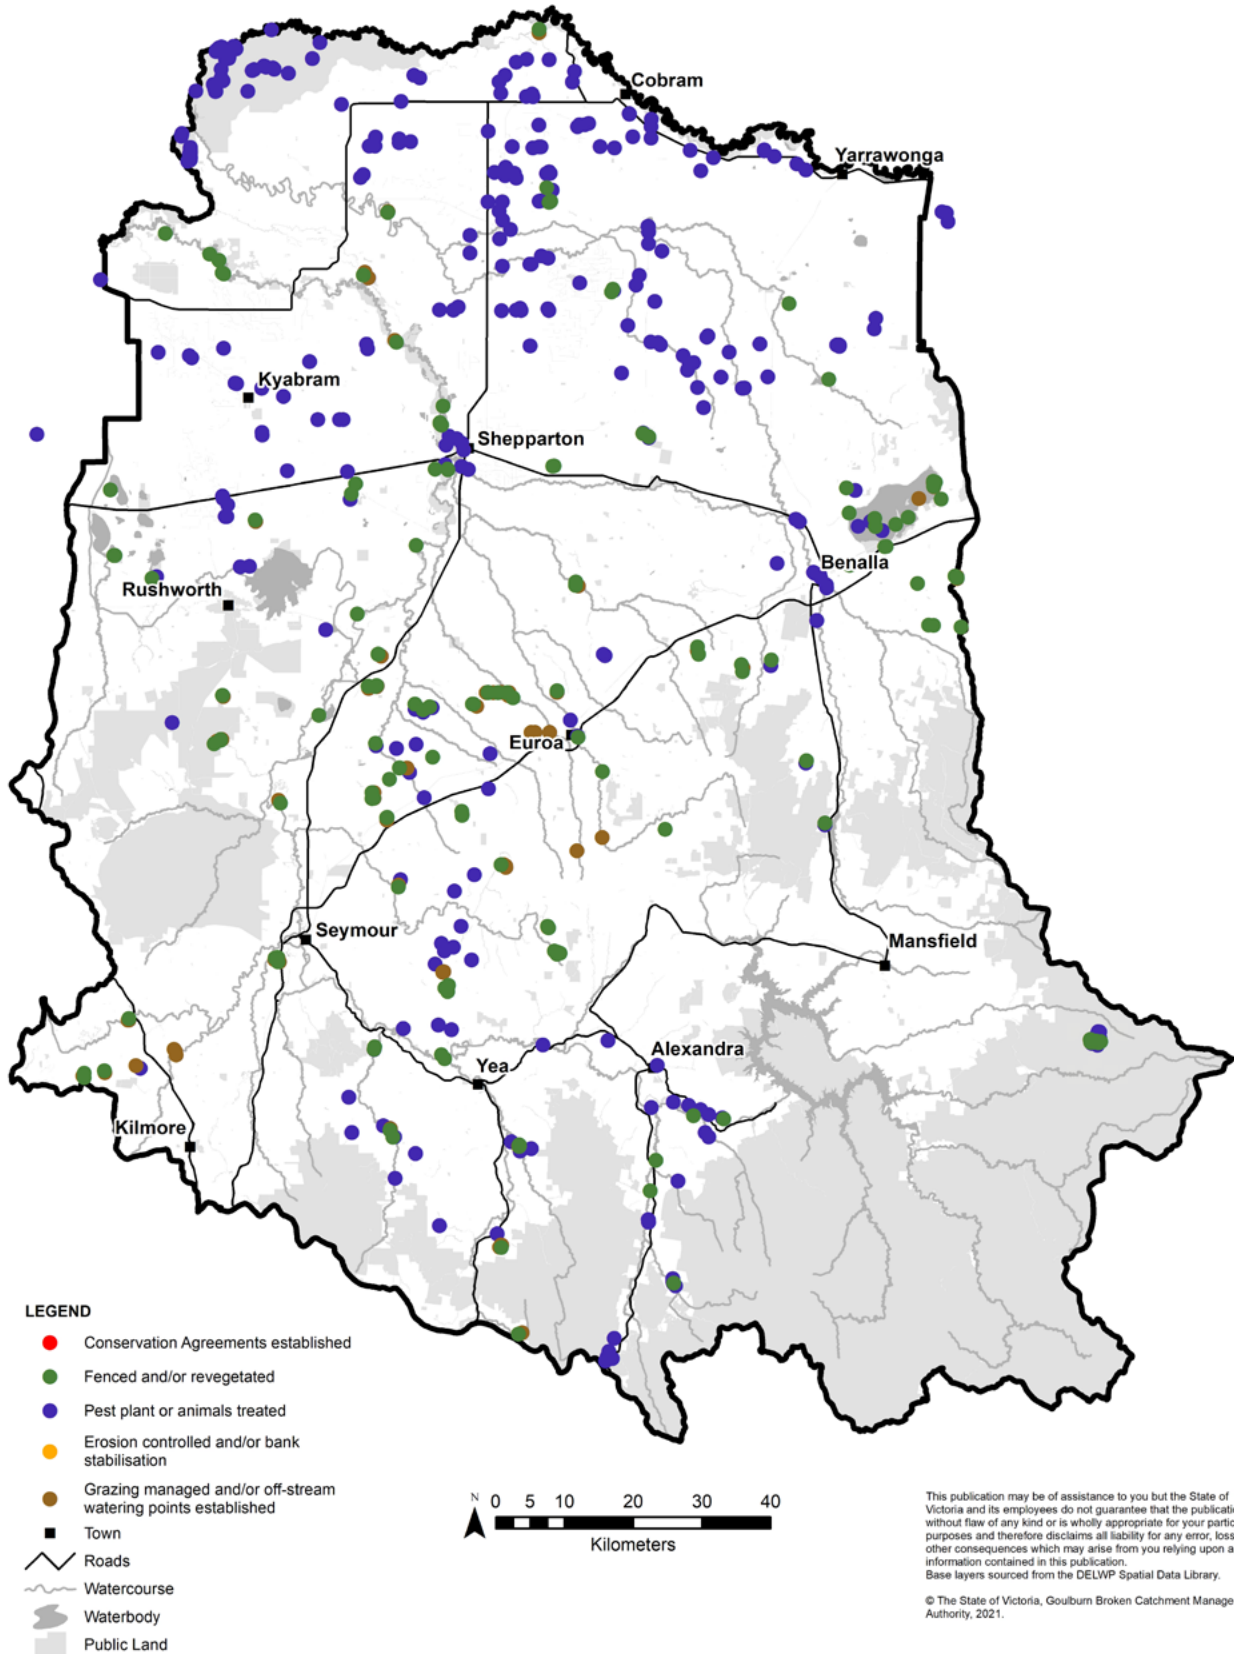 Cobram
Yarrawonga
Kyabram
Shepparton
Benalla
Rushworth
Euroa
Seymour
Mansfield
Alexandra
Yea
Kilmore
LEGEND
Conservation Agreements established
Fenced and/or revegetated
Pest plant or animals treated
Erosion controlled and/or bank
stabilisation
Grazing managed and/or off-stream
watering points established
Town
Roads
Watercourse
Waterbody
Public Land
N
0 5 10 20 30 40
Kilometers
This publication may be of assistance to you but the State of
Victoria and its employees do not guarantee that the publicatio
without flaw of any kind or is wholly appropriate for your partic
purposes and therefore disclaims all liability for any error, loss
other consequences which may arise from you relying upon a
information contained in this publication.
Base layers sourced from the DELWP Spatial Data Library.
© The State of Victoria, Goulburn Broken Catchment Manage
Authority, 2021.